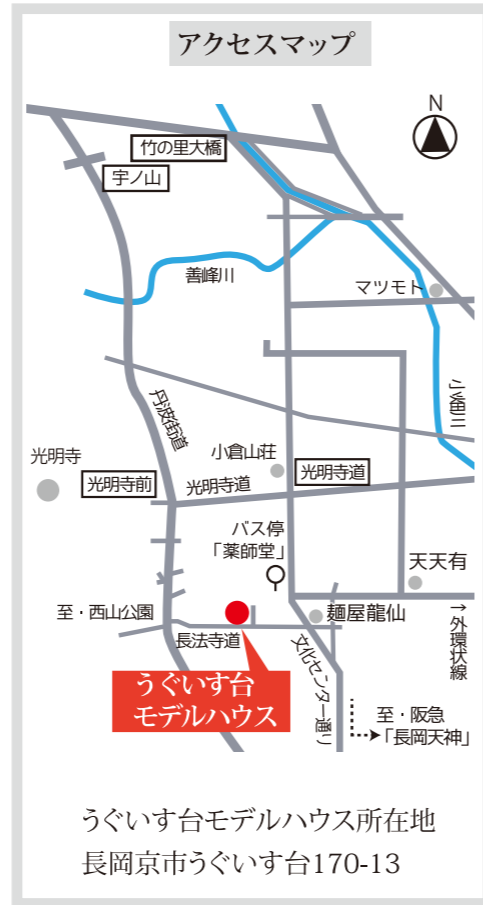 アクセスマップ
N
竹の里大橋
宇ノ山
善峰川
マツモト
小畑川
丹波街道
光明寺
小倉山荘
光明寺道
光明寺前
光明寺道
バス停
「薬師堂」
天天有
至・西山公園
麺屋龍仙
長法寺道
文化センター通り
→外環状線
うぐいす台
モデルハウス
至・阪急
「長岡天神」
うぐいす台モデルハウス所在地
長岡京市うぐいす台170-13